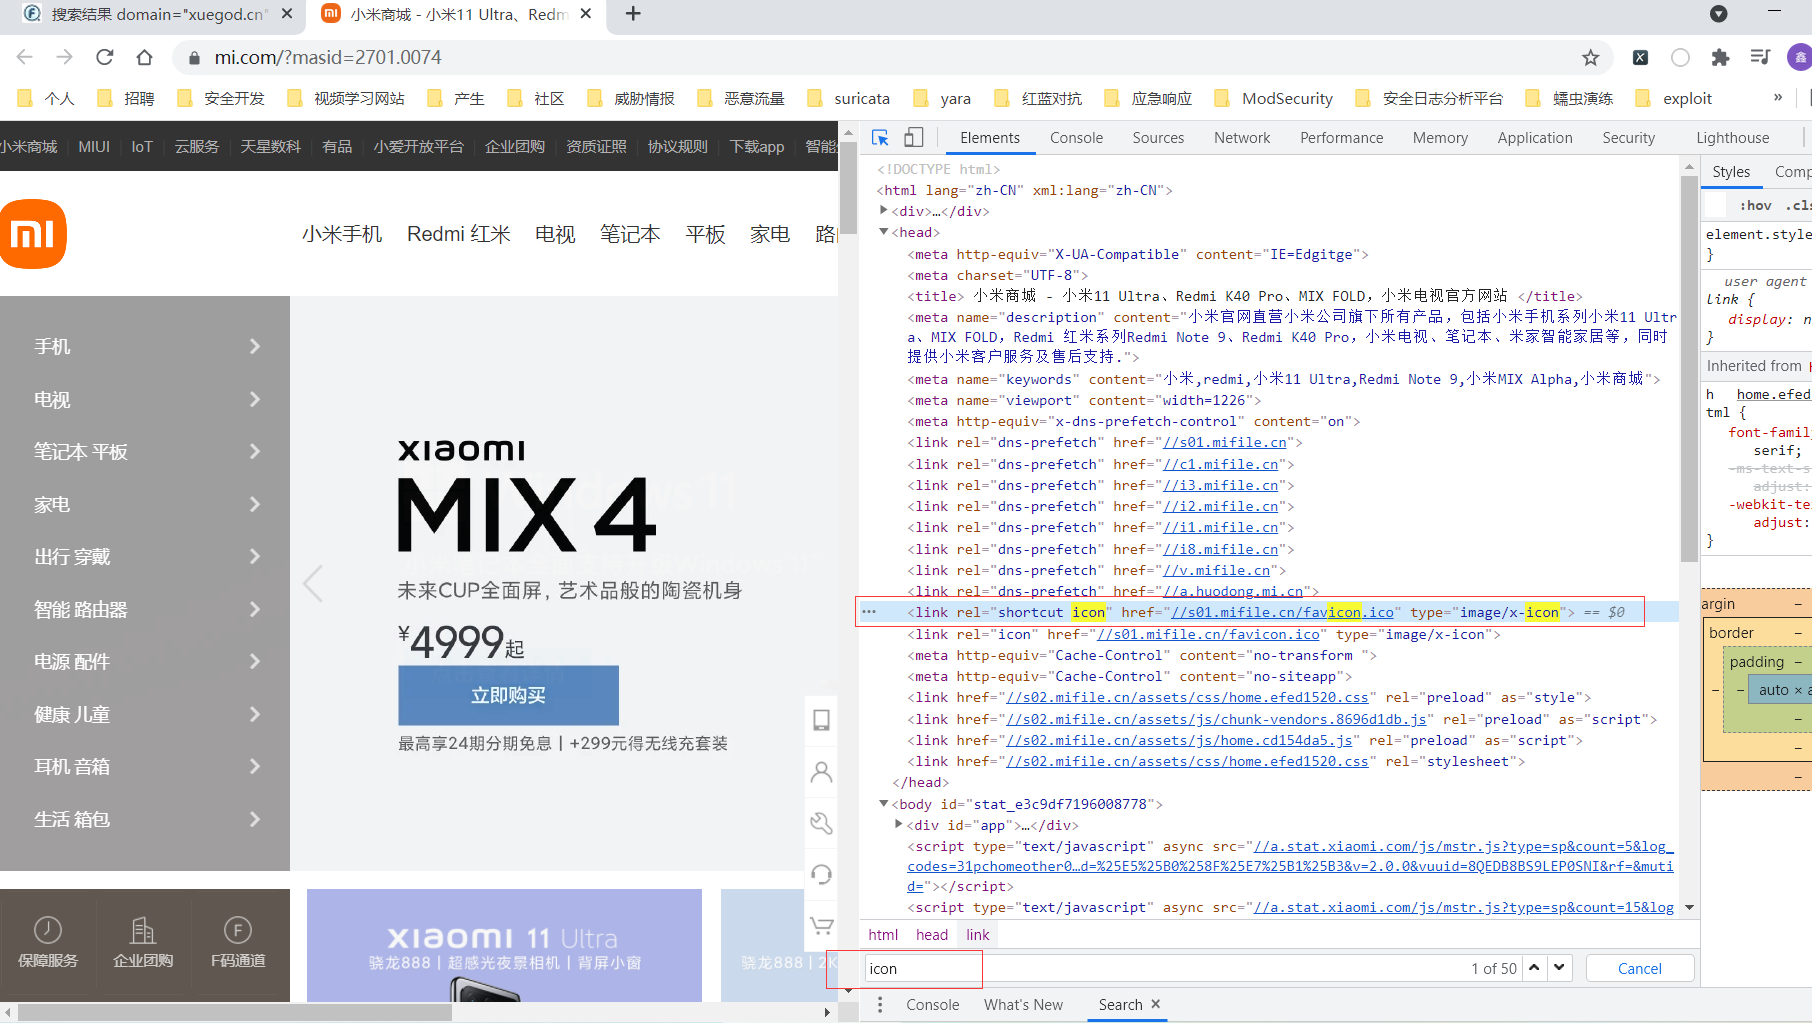 搜索结果 domain="xuegod.cn"
小米商城 - 小米11 Ultra、Redm
mi.com/?masid=2701.0074
个人 招聘 安全开发 视频学习网站 产生 社区 威胁情报 恶意流量 suricata yara 红蓝对抗 应急响应 ModSecurity 安全日志分析平台 蠕虫演练 exploit »
小米商城 MIUI IoT 云服务 天星数科 有品 小爱开放平台 企业团购 资质证照 协议规则 下载app 智能
小米手机 Redmi 红米 电视 笔记本 平板 家电 路由
手机
电视
笔记本 平板
家电
出行 穿戴
智能 路由器
电源 配件
健康 儿童
耳机 音箱
生活 箱包
xiaomi
MIX 4
未来CUP全面屏，艺术品般的陶瓷机身
¥4999起
立即购买
最高享24期分期免息丨+299元得无线充套装
保障服务 企业团购 F码通道
xiaomi 11 Ultra
骁龙888丨超感光夜景相机丨背屏小窗
骁龙888丨2K
Elements Console Sources Network Performance Memory Application Security Lighthouse
<!DOCTYPE html>
<html lang="zh-CN" xml:lang="zh-CN">
<div>…</div>
<head>
<meta http-equiv="X-UA-Compatible" content="IE=Edgitge">
<meta charset="UTF-8">
<title> 小米商城 - 小米11 Ultra、Redmi K40 Pro、MIX FOLD，小米电视官方网站 </title>
<meta name="description" content="小米官网直营小米公司旗下所有产品，包括小米手机系列小米11 Ultr
a、MIX FOLD，Redmi 红米系列Redmi Note 9、Redmi K40 Pro，小米电视、笔记本、米家智能家居等，同时
提供小米客户服务及售后支持.">
<meta name="keywords" content="小米,redmi,小米11 Ultra,Redmi Note 9,小米MIX Alpha,小米商城">
<meta name="viewport" content="width=1226">
<meta http-equiv="x-dns-prefetch-control" content="on">
<link rel="dns-prefetch" href="//s01.mifile.cn">
<link rel="dns-prefetch" href="//c1.mifile.cn">
<link rel="dns-prefetch" href="//i3.mifile.cn">
<link rel="dns-prefetch" href="//i2.mifile.cn">
<link rel="dns-prefetch" href="//i1.mifile.cn">
<link rel="dns-prefetch" href="//i8.mifile.cn">
<link rel="dns-prefetch" href="//v.mifile.cn">
<link rel="dns-prefetch" href="//a.huodong.mi.cn">
<link rel="shortcut icon" href="//s01.mifile.cn/favicon.ico" type="image/x-icon"> == $0
<link rel="icon" href="//s01.mifile.cn/favicon.ico" type="image/x-icon">
<meta http-equiv="Cache-Control" content="no-transform ">
<meta http-equiv="Cache-Control" content="no-siteapp">
<link href="//s02.mifile.cn/assets/css/home.efed1520.css" rel="preload" as="style">
<link href="//s02.mifile.cn/assets/js/chunk-vendors.8696d1db.js" rel="preload" as="script">
<link href="//s02.mifile.cn/assets/js/home.cd154da5.js" rel="preload" as="script">
<link href="//s02.mifile.cn/assets/css/home.efed1520.css" rel="stylesheet">
</head>
<body id="stat_e3c9df7196008778">
<div id="app">…</div>
<script type="text/javascript" async src="//a.stat.xiaomi.com/js/mstr.js?type=sp&count=5&log_
codes=31pchomeother0…d=%25E5%25B0%258F%25E7%25B1%25B3&v=2.0.0&vuuid=8QEDB8BS9LEP0SNI&rf=&muti
d="></script>
<script type="text/javascript" async src="//a.stat.xiaomi.com/js/mstr.js?type=sp&count=15&log
html head link
icon 1 of 50 Cancel
Console What's New Search ×
Styles Comp
:hov .cls
element.style
}
user agent
link {
display: n
}
Inherited from
h home.efed
tml {
font-family
serif;
-ms-text-s
adjust:
-webkit-te
adjust:
}
argin –
border –
padding –
– – auto ×
–
–
–